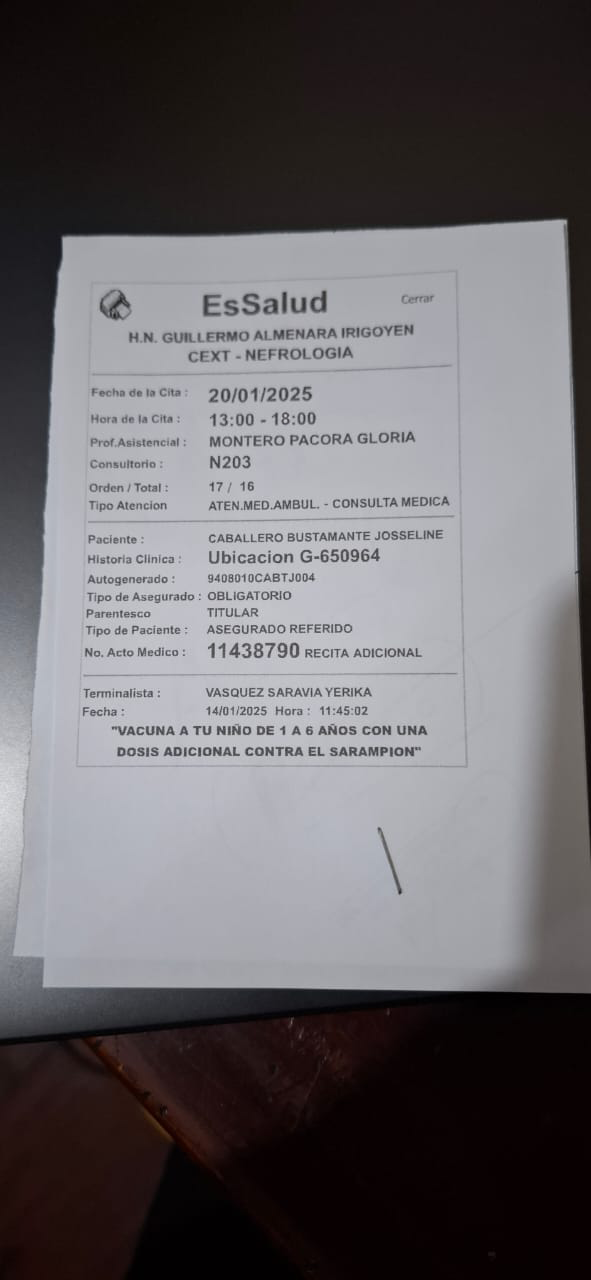 EsSalud
Cerrar
H.N. GUILLERMO ALMENARA IRIGOYEN
CEXT - NEFROLOGIA
Fecha de la Cita : 20/01/2025
Hora de la Cita : 13:00 - 18:00
Prof.Asistencial : MONTERO PACORA GLORIA
Consultorio : N203
Orden / Total : 17 / 16
Tipo Atencion ATEN.MED.AMBUL. - CONSULTA MEDICA
Paciente : CABALLERO BUSTAMANTE JOSSELINE
Historia Clinica : Ubicacion G-650964
Autogenerado : 9408010CABTJ004
Tipo de Asegurado : OBLIGATORIO
Parentesco TITULAR
Tipo de Paciente : ASEGURADO REFERIDO
No. Acto Medico : 11438790 RECITA ADICIONAL
Terminalista : VASQUEZ SARAVIA YERIKA
Fecha : 14/01/2025 Hora : 11:45:02
"VACUNA A TU NIÑO DE 1 A 6 AÑOS CON UNA
DOSIS ADICIONAL CONTRA EL SARAMPION"